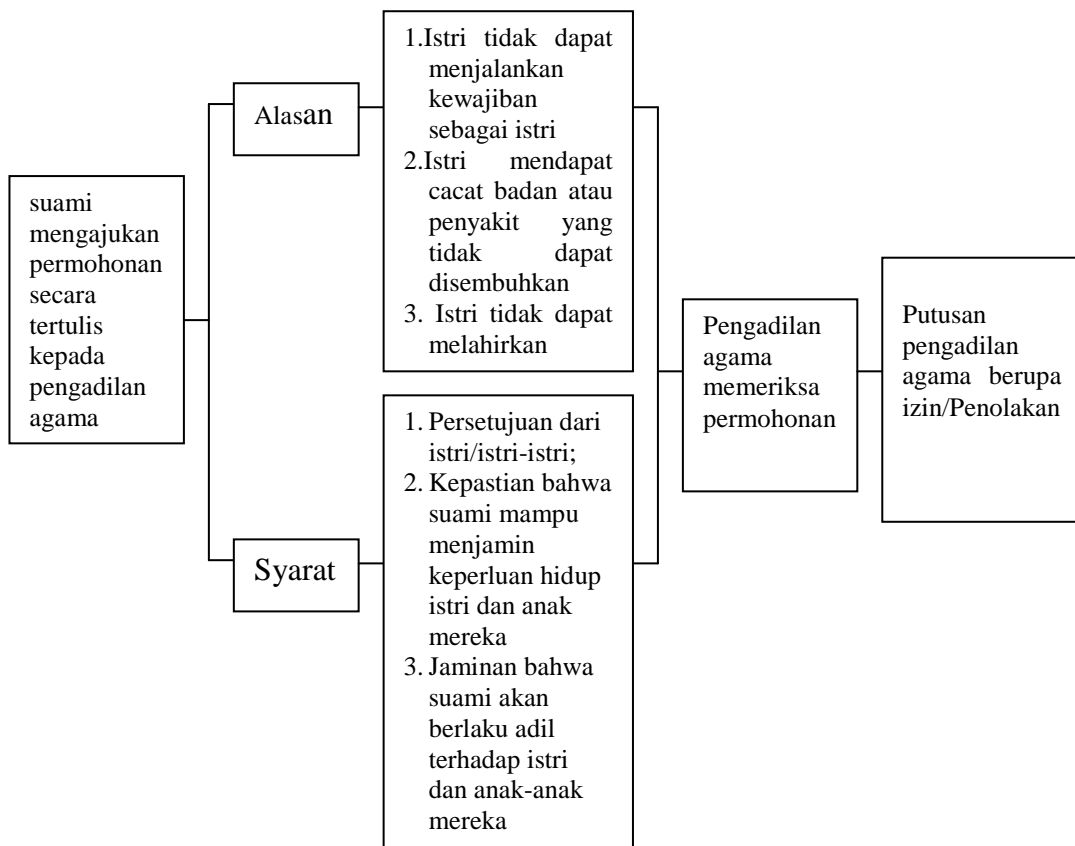 suami
mengajukan
permohonan
secara
tertulis
kepada
pengadilan
agama
Alasan
1.Istri tidak dapat
menjalankan
kewajiban
sebagai istri
2.Istri mendapat
cacat badan atau
penyakit yang
tidak dapat
disembuhkan
3. Istri tidak dapat
melahirkan
Syarat
1. Persetujuan dari
istri/istri-istri;
2. Kepastian bahwa
suami mampu
menjamin
keperluan hidup
istri dan anak
mereka
3. Jaminan bahwa
suami akan
berlaku adil
terhadap istri
dan anak-anak
mereka
Pengadilan
agama
memeriksa
permohonan
Putusan
pengadilan
agama berupa
izin/Penolakan